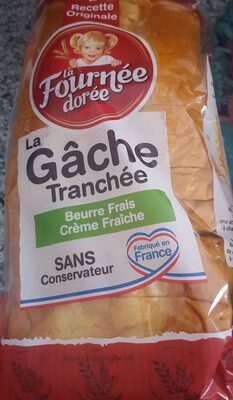 Recette
Originale
la
Fournée
dorée
La
Gâche
Tranchée
Beurre Frais
Crème Fraîche
SANS
Conservateur
Fabriqué en
France